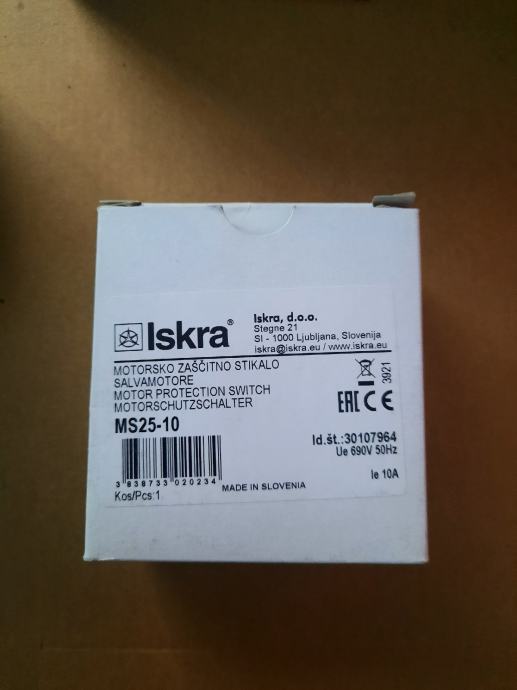 Iskra®
Iskra, d.o.o.
Stegne 21
SI - 1000 Ljubljana, Slovenija
iskra@iskra.eu / www.iskra.eu
MOTORSKO ZAŠČITNO STIKALO
SALVAMOTORE
MOTOR PROTECTION SWITCH
MOTORSCHUTZSCHALTER
3921
EAC CE
MS25-10
Id.št.:30107964
Ue 690V 50Hz
Ie 10A
3 838733 020234
MADE IN SLOVENIA
Kos/Pcs:1